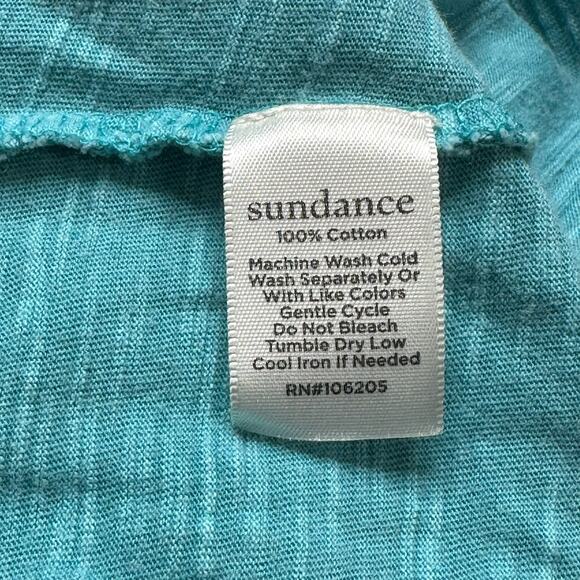 sundance
100% Cotton
Machine Wash Cold
Wash Separately Or
With Like Colors
Gentle Cycle
Do Not Bleach
Tumble Dry Low
Cool Iron If Needed
RN#106205